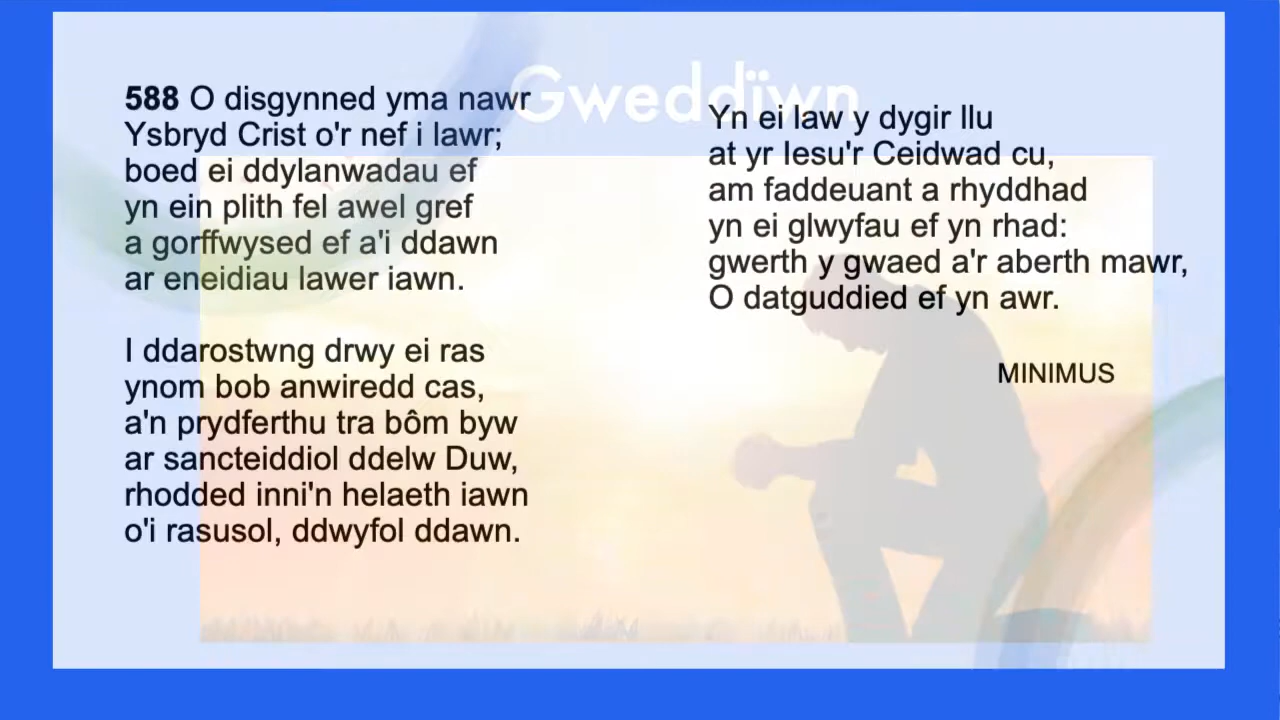 Gweddïwn
588 O disgynned yma nawr
Ysbryd Crist o'r nef i lawr;
boed ei ddylanwadau ef
yn ein plith fel awel gref
a gorffwysed ef a'i ddawn
ar eneidiau lawer iawn.
I ddarostwng drwy ei ras
ynom bob anwiredd cas,
a'n prydferthu tra bôm byw
ar sancteiddiol ddelw Duw,
rhodded inni'n helaeth iawn
o'i rasusol, ddwyfol ddawn.
Yn ei law y dygir llu
at yr Iesu'r Ceidwad cu,
am faddeuant a rhyddhad
yn ei glwyfau ef yn rhad:
gwerth y gwaed a'r aberth mawr,
O datguddied ef yn awr.
MINIMUS